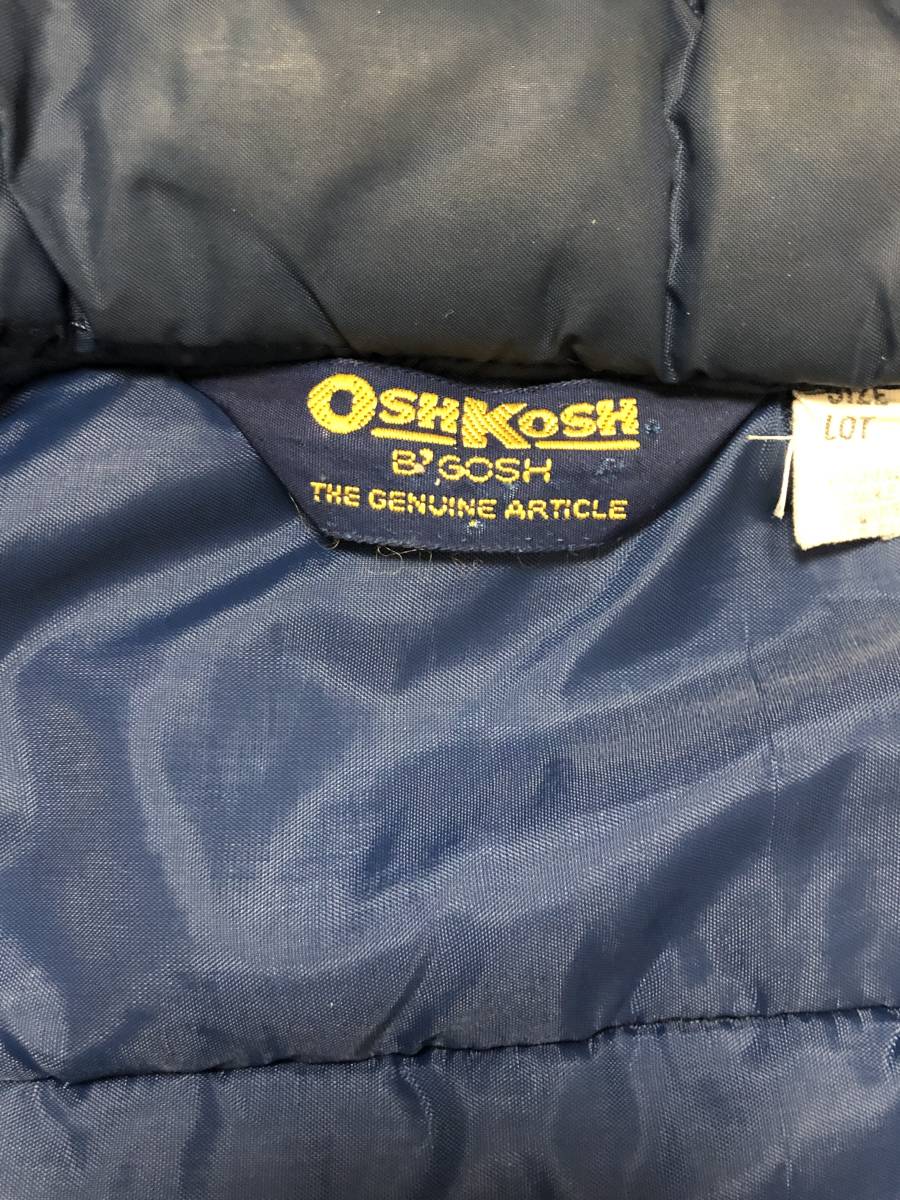 OSHKOSH
B'GOSH
THE GENUINE ARTICLE
SIZE
LOT